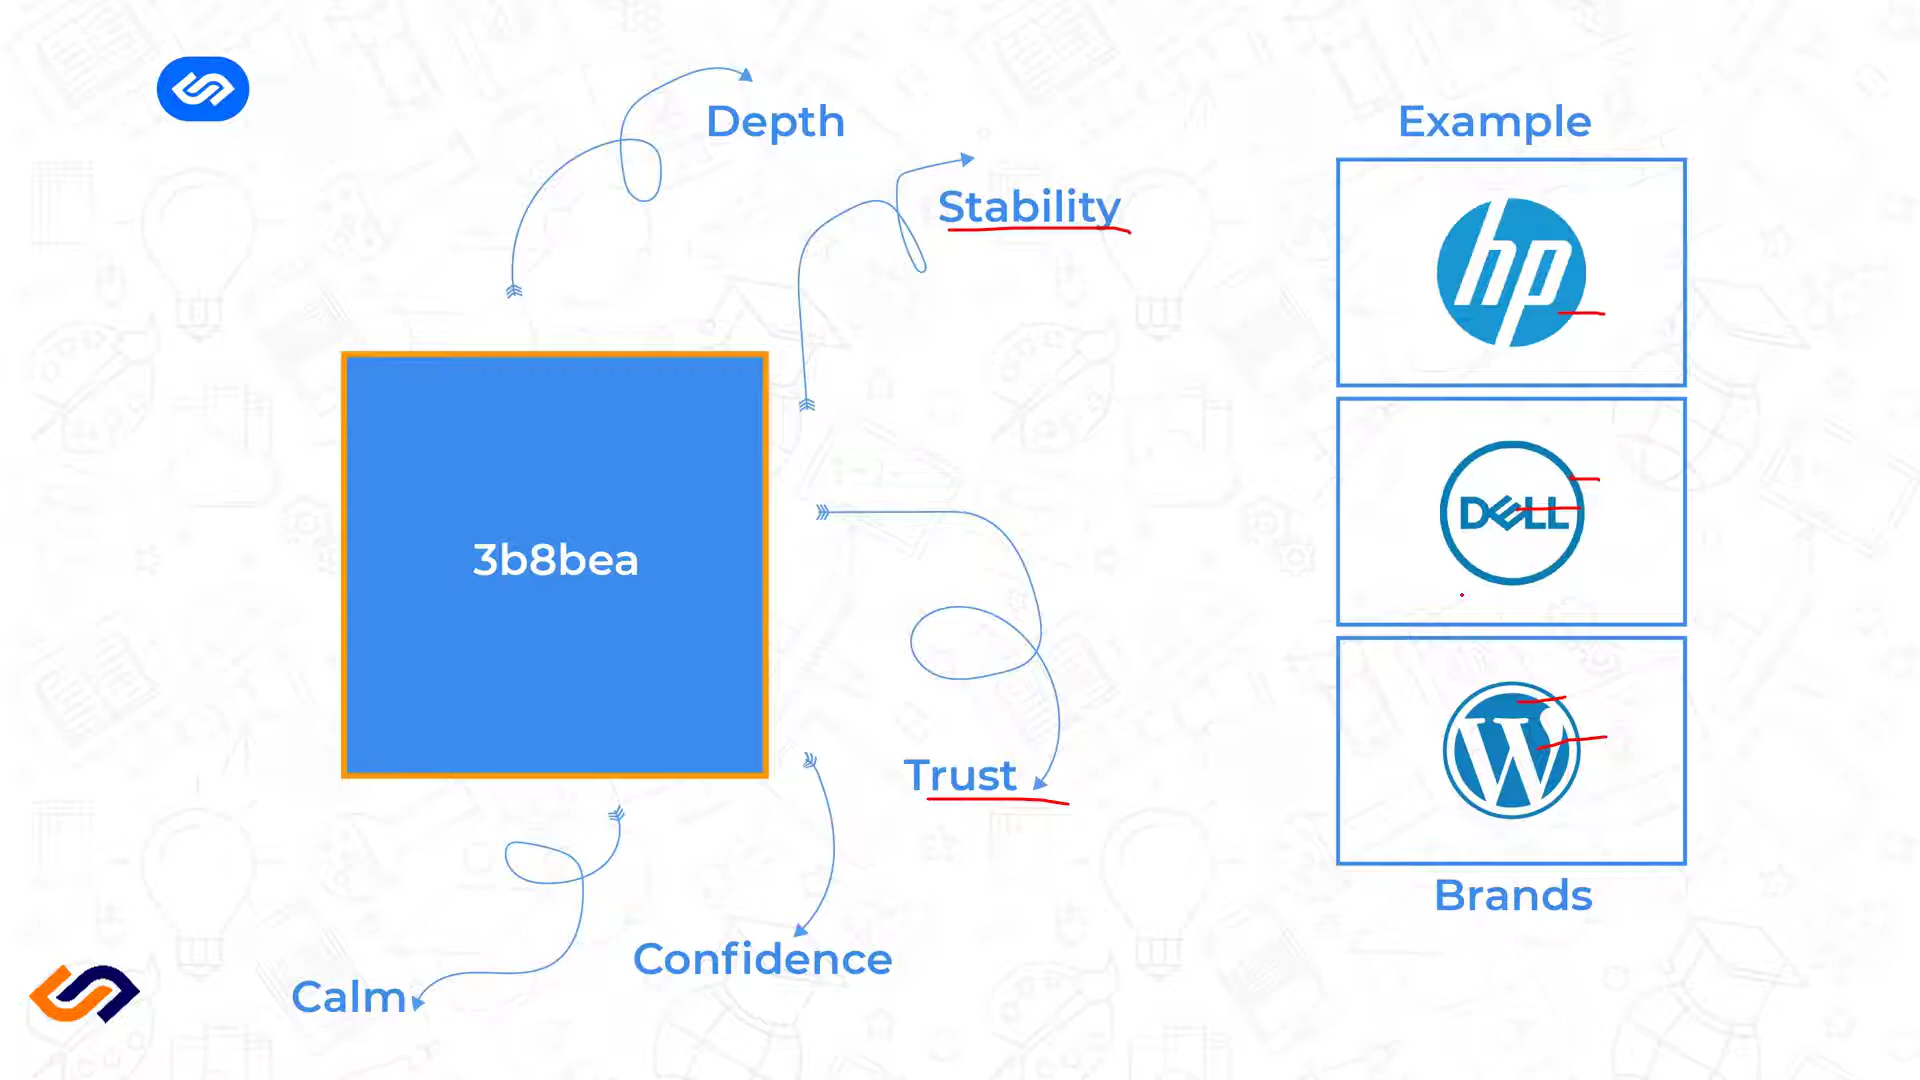 Depth
Stability
3b8bea
Trust
Confidence
Calm
Example
hp
DELL
W
Brands